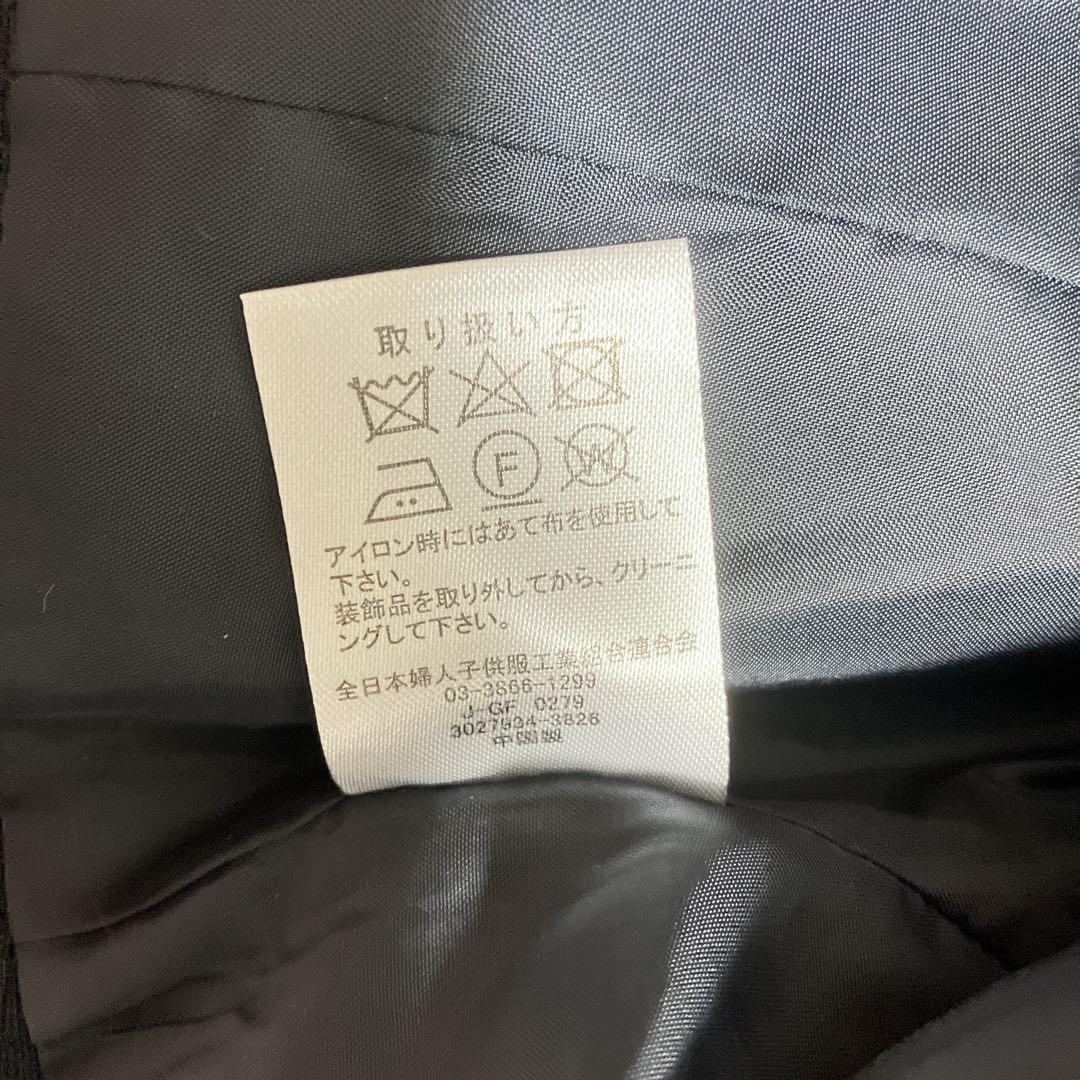 取り扱い方
F W
アイロン時にはあて布を使用して
下さい。
装飾品を取り外してから、クリーニ
ングして下さい。
全日本婦人子供服工業組合連合会
03-3866-1299
J-GF 0279
3027934-3826
中国製